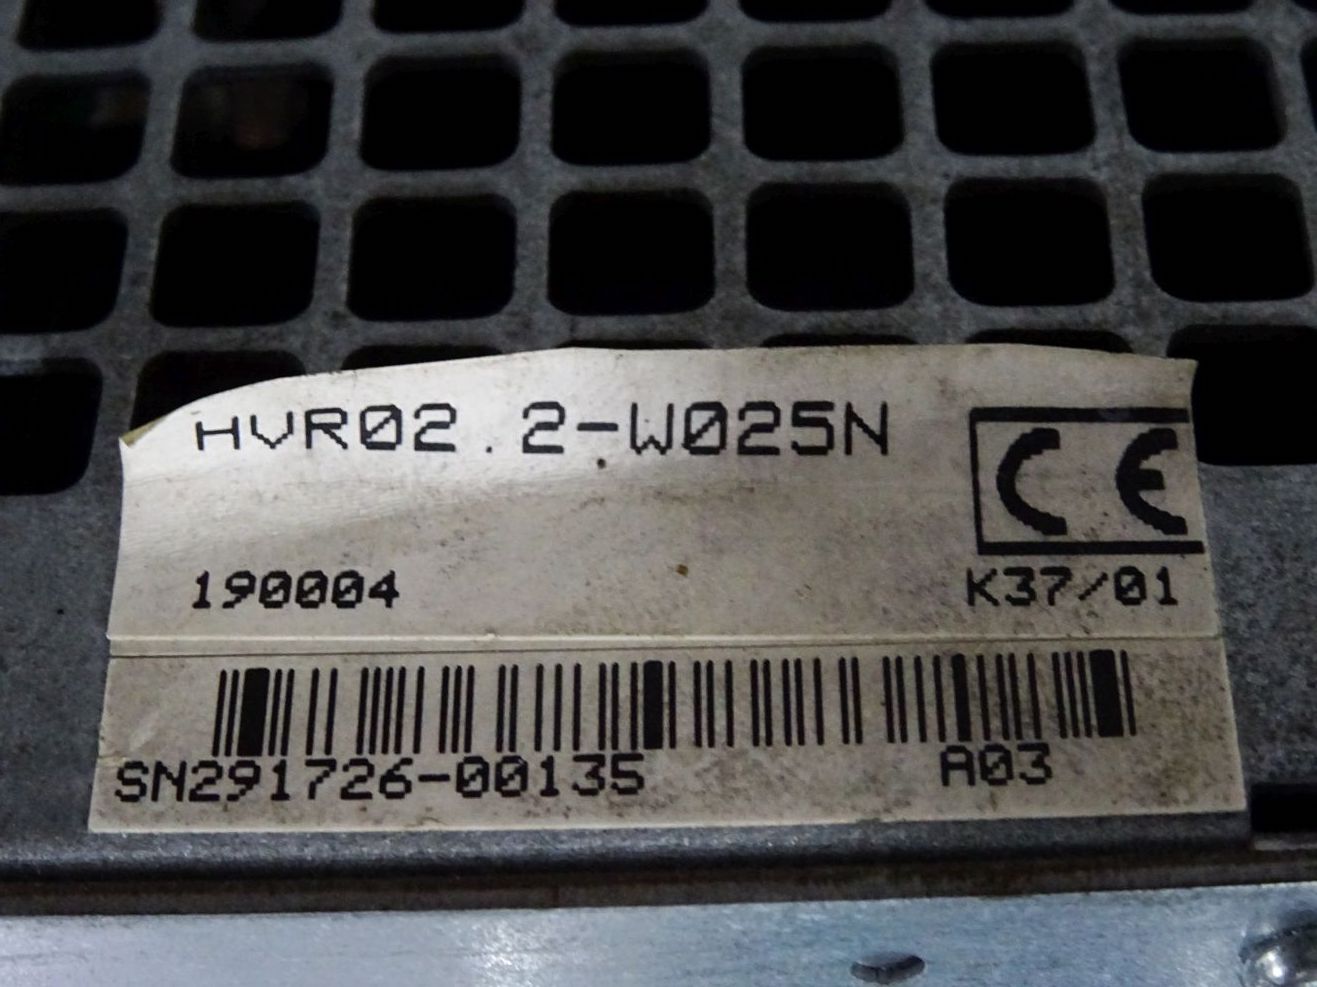 HVR02.2-W025N
CE
190004 K37/01
SN291726-00135 A03